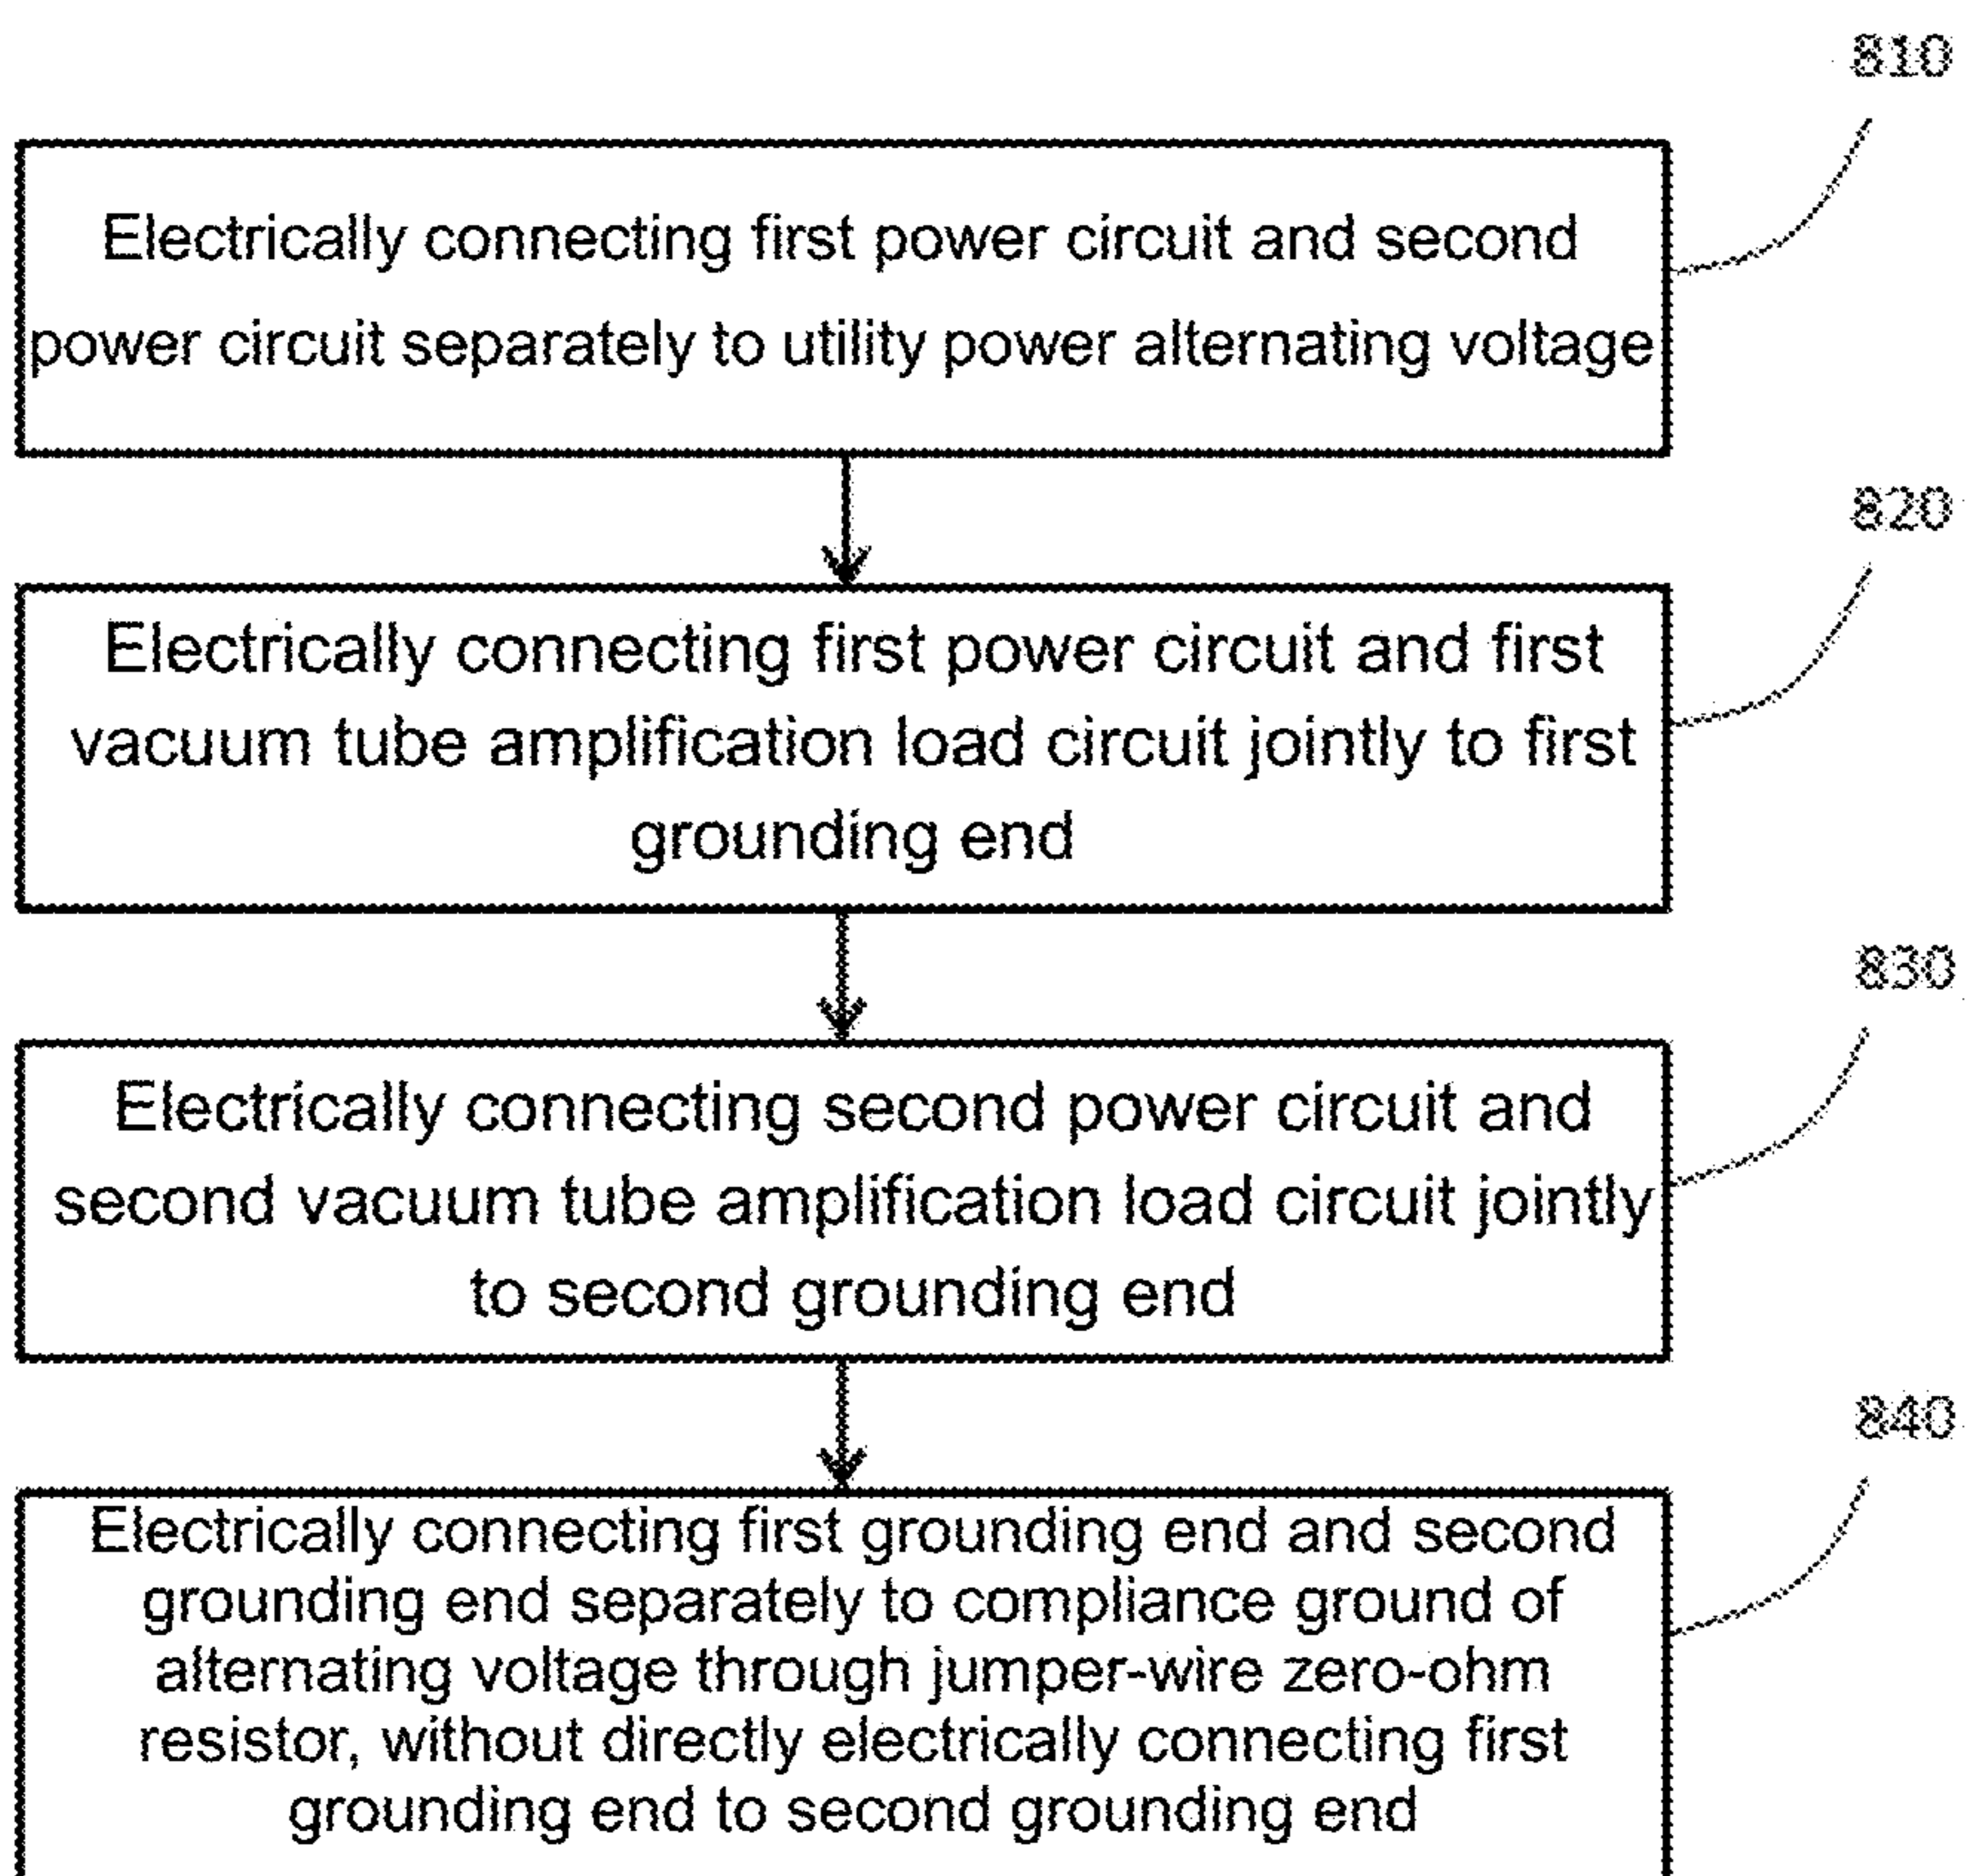 810
Electrically connecting first power circuit and second
power circuit separately to utility power alternating voltage
820
Electrically connecting first power circuit and first
vacuum tube amplification load circuit jointly to first
grounding end
830
Electrically connecting second power circuit and
second vacuum tube amplification load circuit jointly
to second grounding end
840
Electrically connecting first grounding end and second
grounding end separately to compliance ground of
alternating voltage through jumper-wire zero-ohm
resistor, without directly electrically connecting first
grounding end to second grounding end